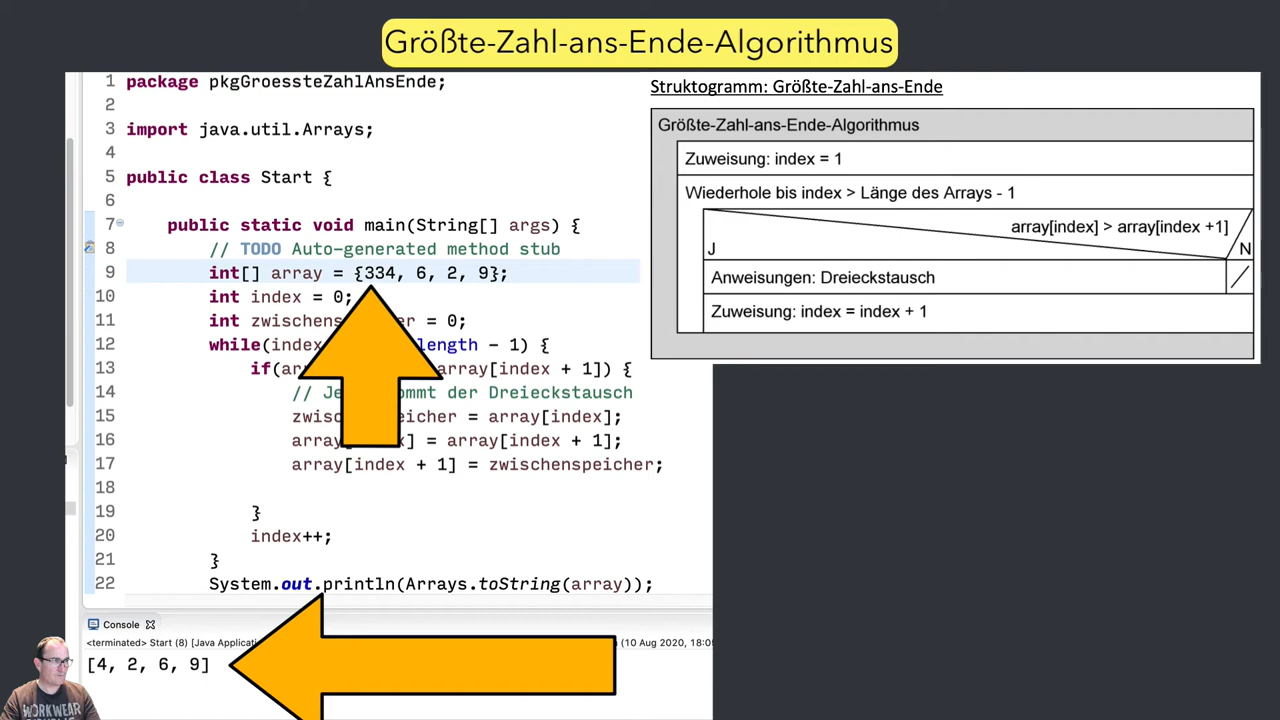 Größte-Zahl-ans-Ende-Algorithmus
1 package pkgGroessteZahlAnsEnde;
2
3 import java.util.Arrays;
4
5 public class Start {
6
7 public static void main(String[] args) {
8 // TODO Auto-generated method stub
9 int[] array = {334, 6, 2, 9};
10 int index = 0;
11 int zwischens er = 0;
12 while(index length - 1) {
13 if(arr array[index + 1]) {
14 // Je ommt der Dreieckstausch
15 zwisc eicher = array[index];
16 array x] = array[index + 1];
17 array[index + 1] = zwischenspeicher;
18
19 }
20 index++;
21 }
22 System.out.println(Arrays.toString(array));
Struktogramm: Größte-Zahl-ans-Ende
Größte-Zahl-ans-Ende-Algorithmus
Zuweisung: index = 1
Wiederhole bis index > Länge des Arrays - 1
array[index] > array[index +1]
J N
Anweisungen: Dreieckstausch
Zuweisung: index = index + 1
Console
<terminated> Start (8) [Java Applicati (10 Aug 2020, 18:05
[4, 2, 6, 9]
WORKWEAR